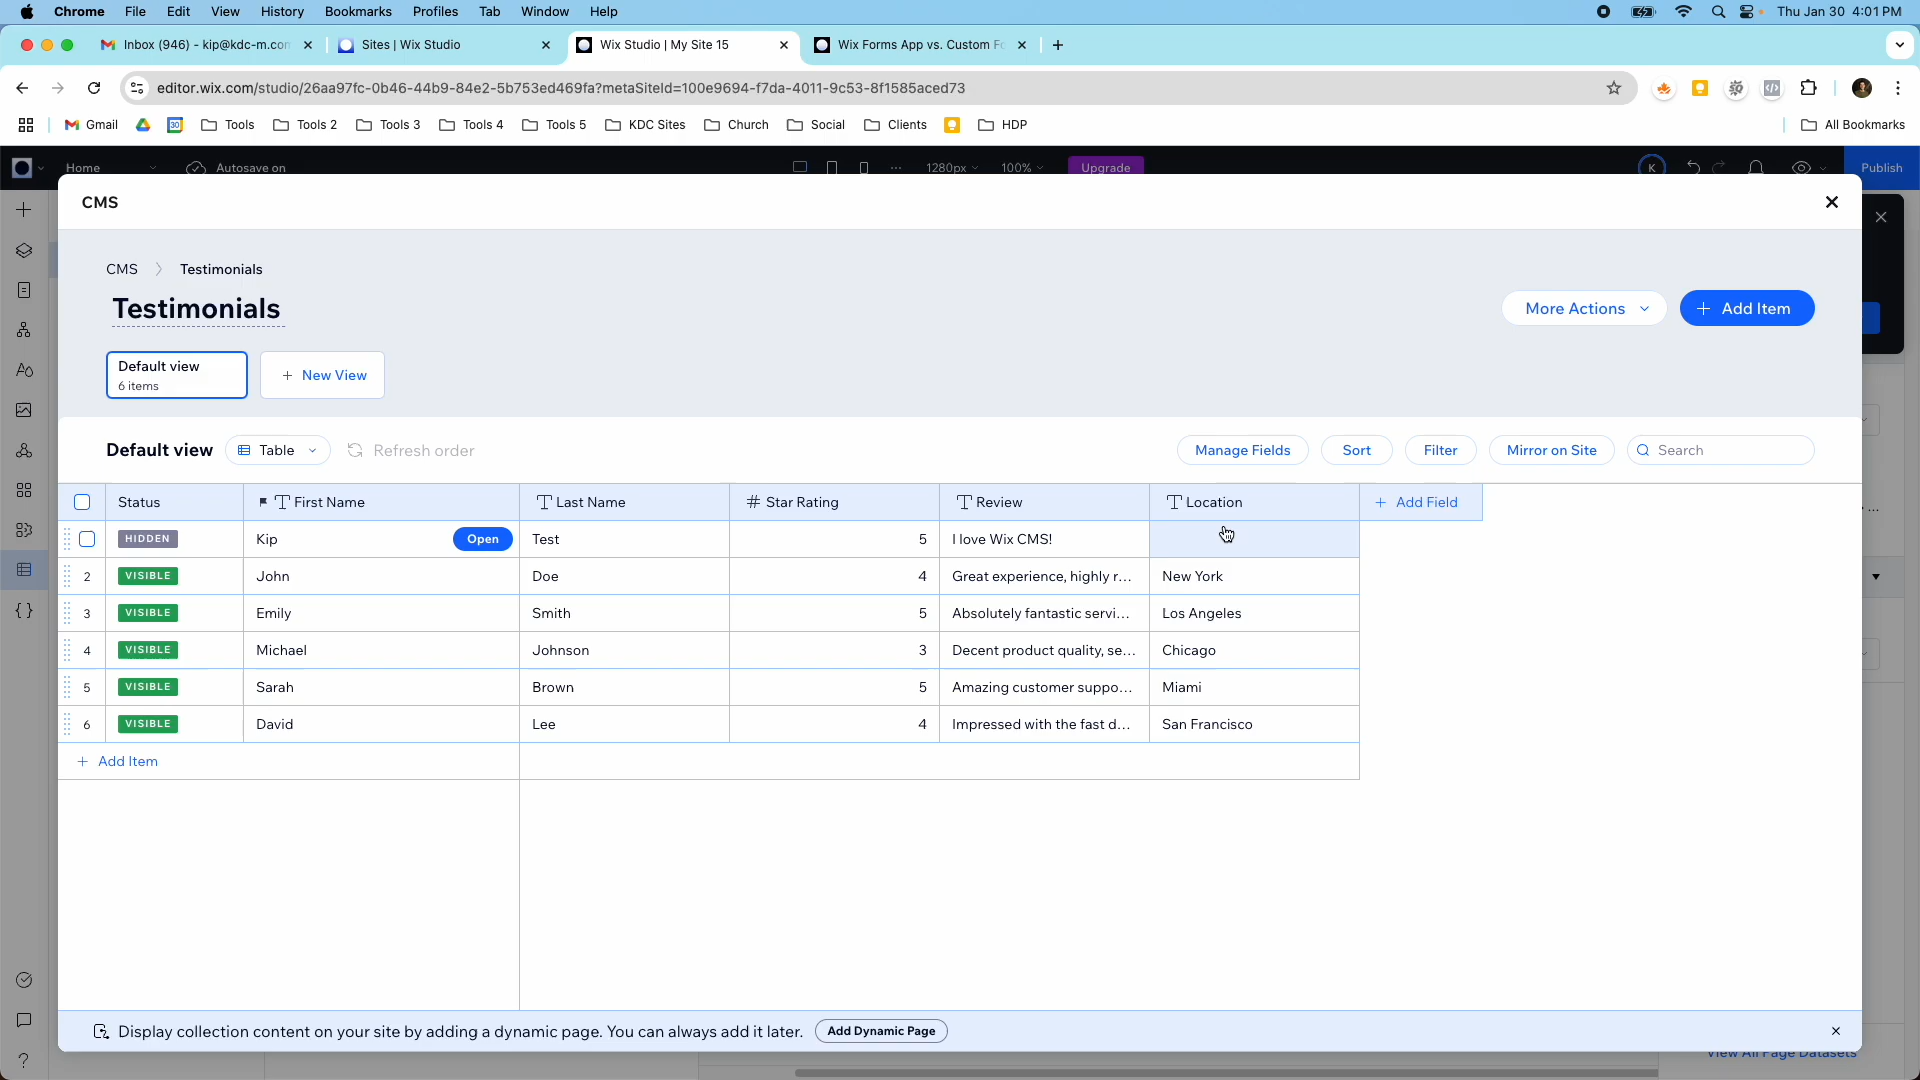 Chrome File Edit View History Bookmarks Profiles Tab Window Help Thu Jan 30 4:01 PM
Inbox (946) - kip@kdc-m.con Sites | Wix Studio Wix Studio | My Site 15 Wix Forms App vs. Custom Fo
editor.wix.com/studio/26aa97fc-0b46-44b9-84e2-5b753ed469fa?metaSiteId=100e9694-f7da-4011-9c53-8f1585aced73
Gmail Tools Tools 2 Tools 3 Tools 4 Tools 5 KDC Sites Church Social Clients HDP All Bookmarks
Home Autosave on 1280px 100% Upgrade K Publish
CMS
CMS Testimonials
Testimonials
More Actions + Add Item
Default view
6 items
+ New View
Default view Table Refresh order Manage Fields Sort Filter Mirror on Site Search
Status First Name Last Name # Star Rating Review Location + Add Field
HIDDEN Kip Open Test 5 I love Wix CMS!
2 VISIBLE John Doe 4 Great experience, highly r... New York
3 VISIBLE Emily Smith 5 Absolutely fantastic servi... Los Angeles
4 VISIBLE Michael Johnson 3 Decent product quality, se... Chicago
5 VISIBLE Sarah Brown 5 Amazing customer suppo... Miami
6 VISIBLE David Lee 4 Impressed with the fast d... San Francisco
+ Add Item
Display collection content on your site by adding a dynamic page. You can always add it later. Add Dynamic Page
View All Page Datasets